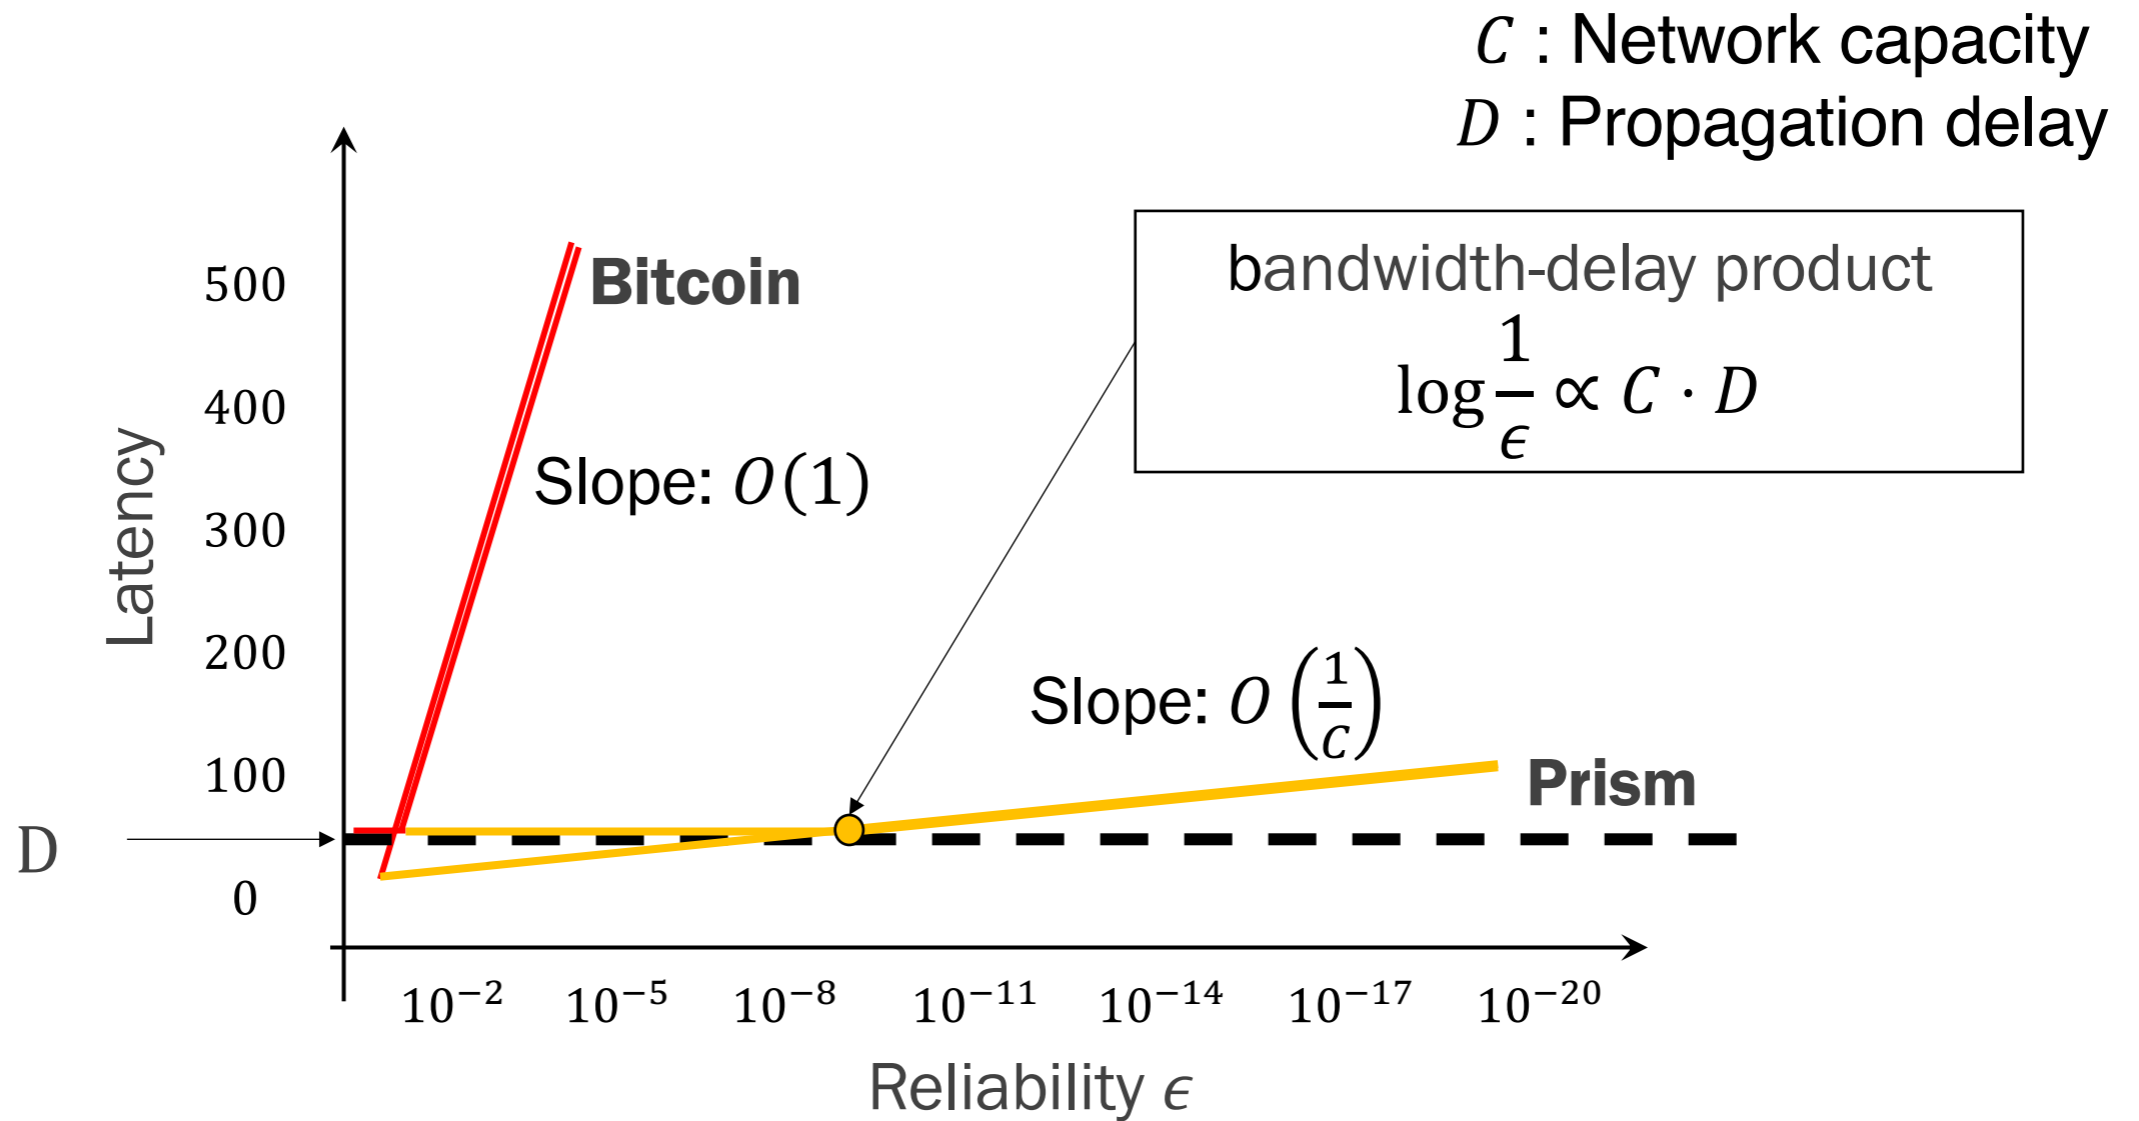 C : Network capacity
D : Propagation delay
bandwidth-delay product
log 1/ϵ ∝ C · D
Bitcoin
Slope: O(1)
Slope: O(1/C)
Prism
Latency
500
400
300
200
100
D
0
10⁻² 10⁻⁵ 10⁻⁸ 10⁻¹¹ 10⁻¹⁴ 10⁻¹⁷ 10⁻²⁰
Reliability ϵ